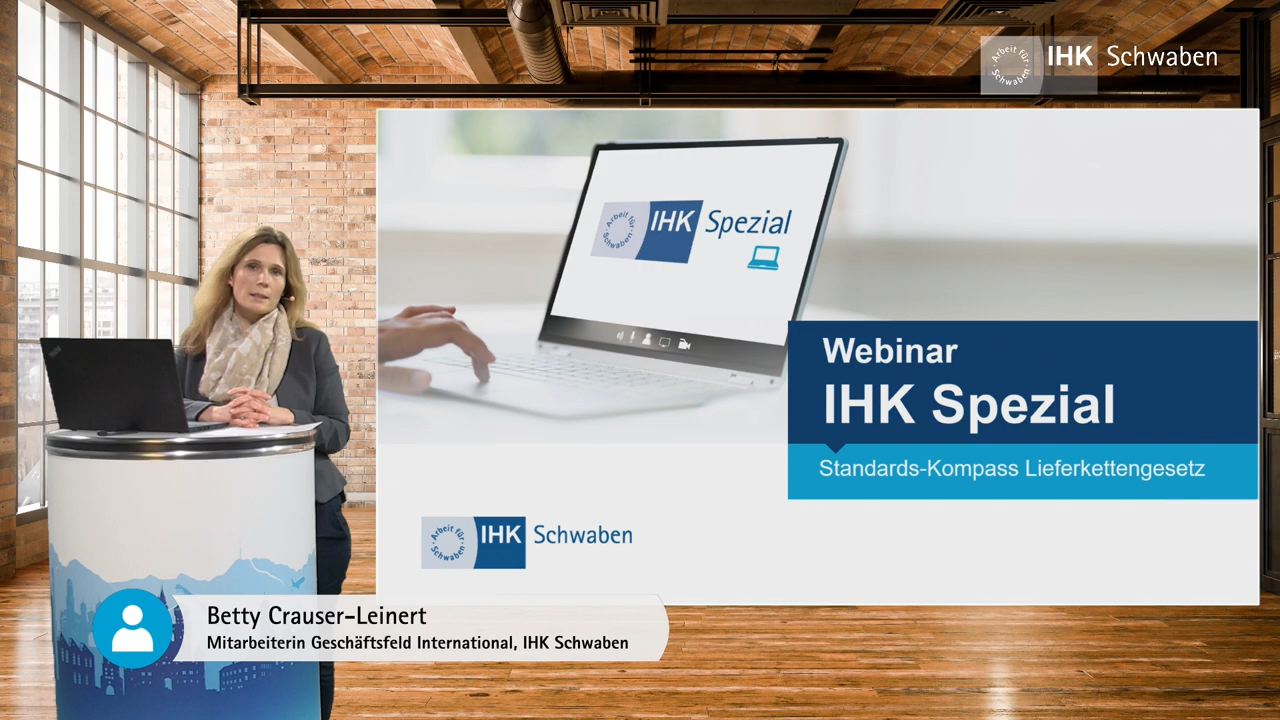 Arbeit für Schwaben
IHK Schwaben
Arbeit für Schwaben
IHK Spezial
Webinar
IHK Spezial
Standards-Kompass Lieferkettengesetz
Arbeit für Schwaben
IHK Schwaben
Betty Crauser-Leinert
Mitarbeiterin Geschäftsfeld International, IHK Schwaben